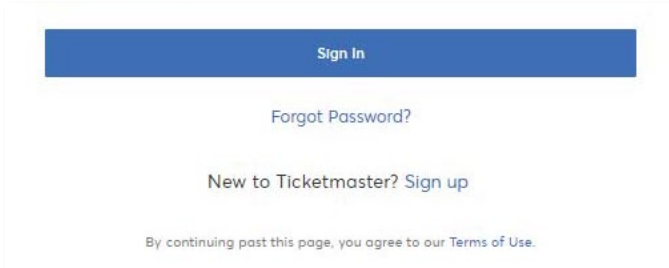 Sign In
Forgot Password?
New to Ticketmaster? Sign up
By continuing past this page, you agree to our Terms of Use.